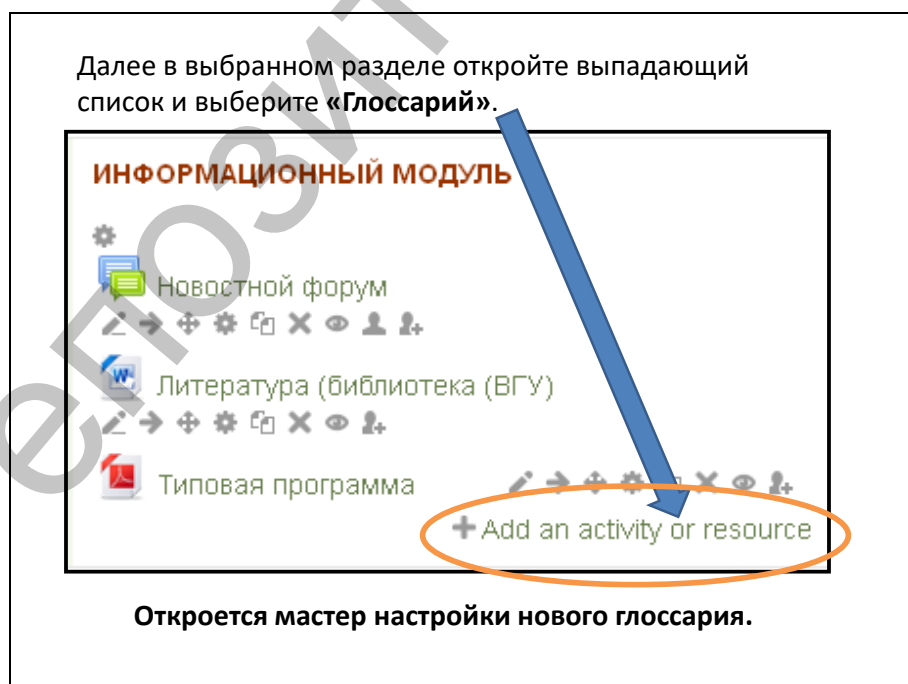 Далее в выбранном разделе откройте выпадающий
список и выберите «Глоссарий».
ИНФОРМАЦИОННЫЙ МОДУЛЬ
Новостной форум
Литература (библиотека (ВГУ)
Типовая программа
+Add an activity or resource
Откроется мастер настройки нового глоссария.